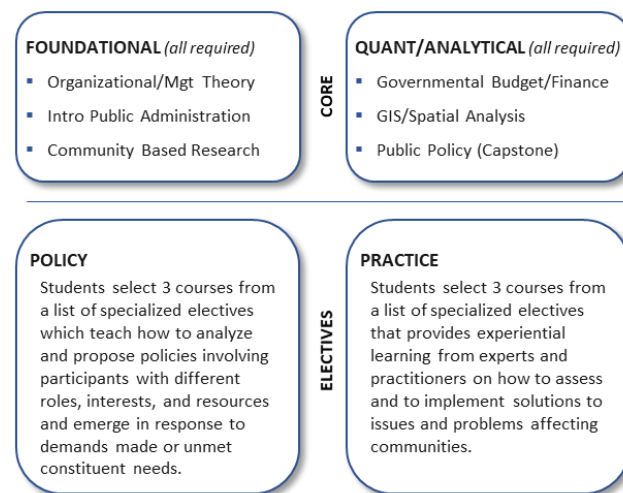 FOUNDATIONAL (all required)
▪ Organizational/Mgt Theory
▪ Intro Public Administration
▪ Community Based Research
CORE
QUANT/ANALYTICAL (all required)
▪ Governmental Budget/Finance
▪ GIS/Spatial Analysis
▪ Public Policy (Capstone)
POLICY
Students select 3 courses from
a list of specialized electives
which teach how to analyze
and propose policies involving
participants with different
roles, interests, and resources
and emerge in response to
demands made or unmet
constituent needs.
ELECTIVES
PRACTICE
Students select 3 courses from
a list of specialized electives
that provides experiential
learning from experts and
practitioners on how to assess
and to implement solutions to
issues and problems affecting
communities.